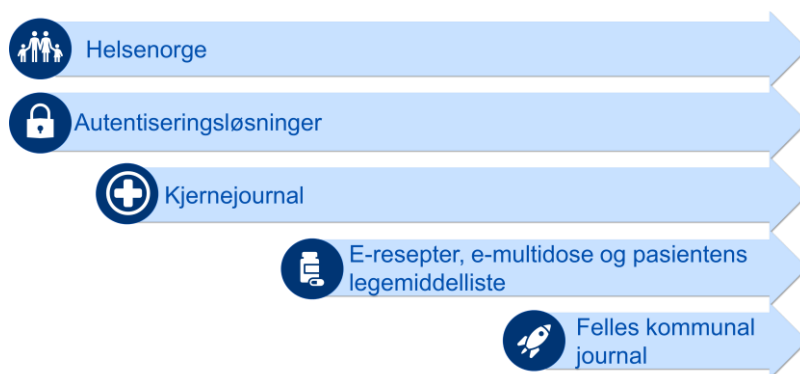 Helsenorge
Autentiseringsløsninger
Kjernejournal
E-resepter, e-multidose og pasientens
legemiddelliste
Felles kommunal
journal